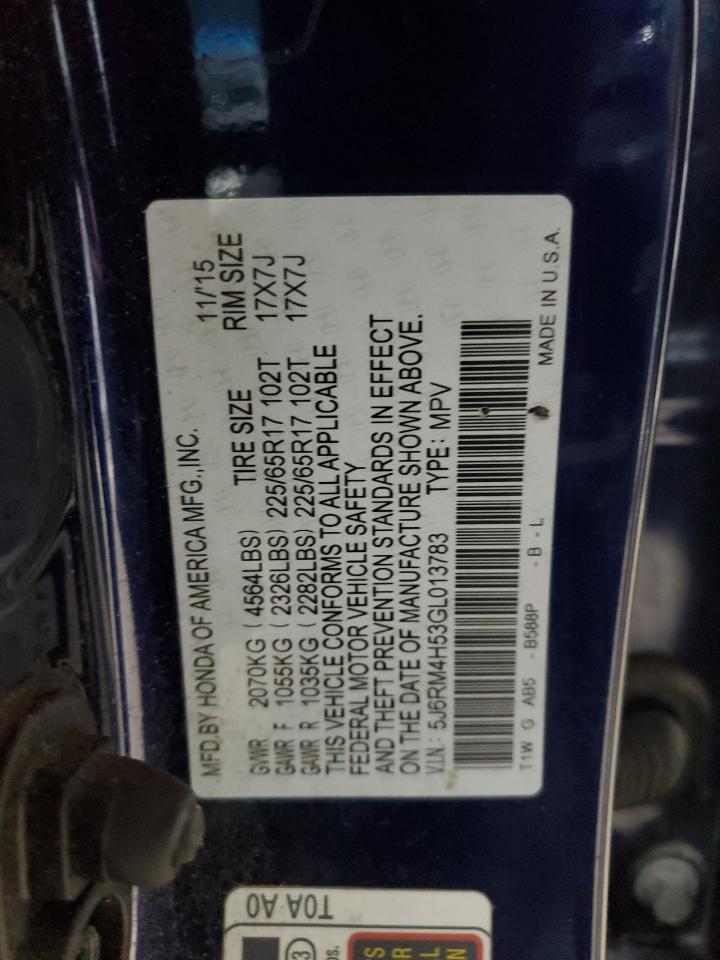 MFD.BY HONDA OF AMERICA MFG.,INC. 11/'15
TIRE SIZE RIM SIZE
GVWR 2070KG ( 4564LBS)
GAWR F 1055KG ( 2326LBS) 225/65R17 102T 17X7J
GAWR R 1035KG ( 2282LBS) 225/65R17 102T 17X7J
THIS VEHICLE CONFORMS TO ALL APPLICABLE
FEDERAL MOTOR VEHICLE SAFETY
AND THEFT PREVENTION STANDARDS IN EFFECT
ON THE DATE OF MANUFACTURE SHOWN ABOVE.
V.I.N.: 5J6RM4H53GL013783 TYPE: MPV
T1W G AB5 - B588P - B - L MADE IN U.S.A.
T0A A0